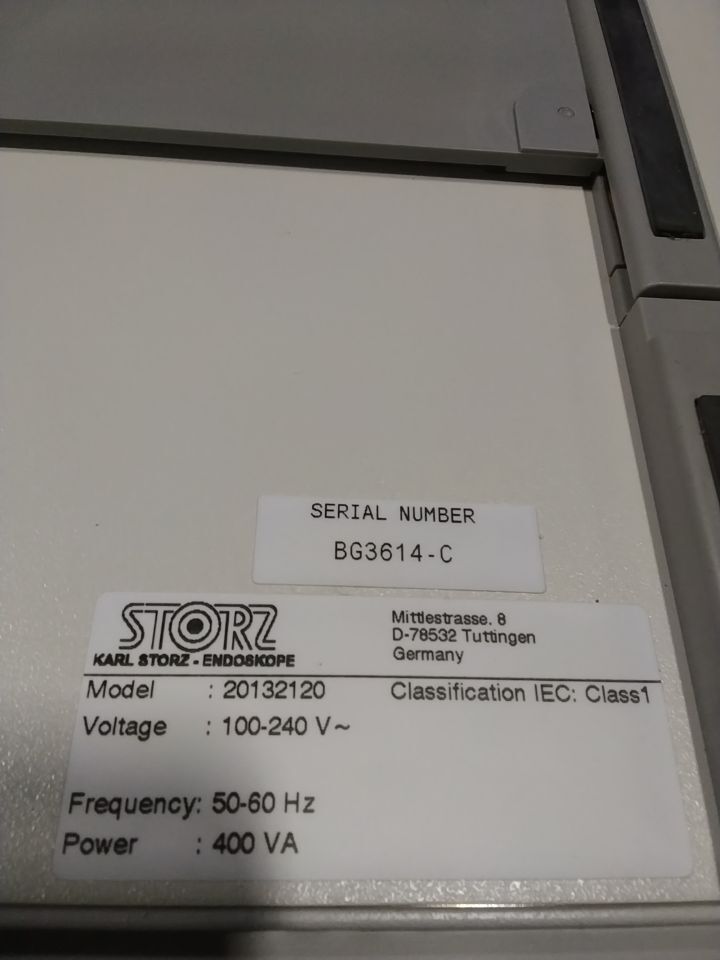 SERIAL NUMBER
BG3614-C
STORZ
KARL STORZ - ENDOSKOPE
Mittlestrasse. 8
D-78532 Tuttingen
Germany
Model : 20132120 Classification IEC: Class1
Voltage : 100-240 V~
Frequency: 50-60 Hz
Power : 400 VA